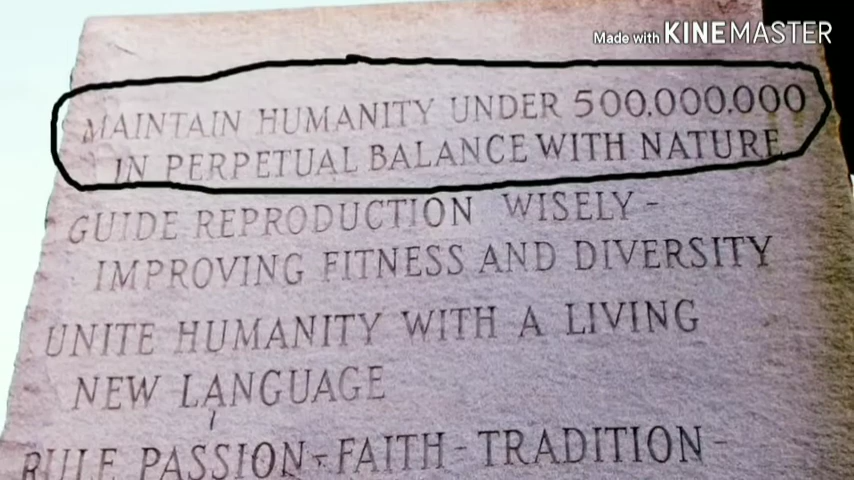 Made with KINEMASTER
MAINTAIN HUMANITY UNDER 500,000,000
IN PERPETUAL BALANCE WITH NATURE
GUIDE REPRODUCTION WISELY -
IMPROVING FITNESS AND DIVERSITY
UNITE HUMANITY WITH A LIVING
NEW LANGUAGE
RULE PASSION - FAITH - TRADITION -